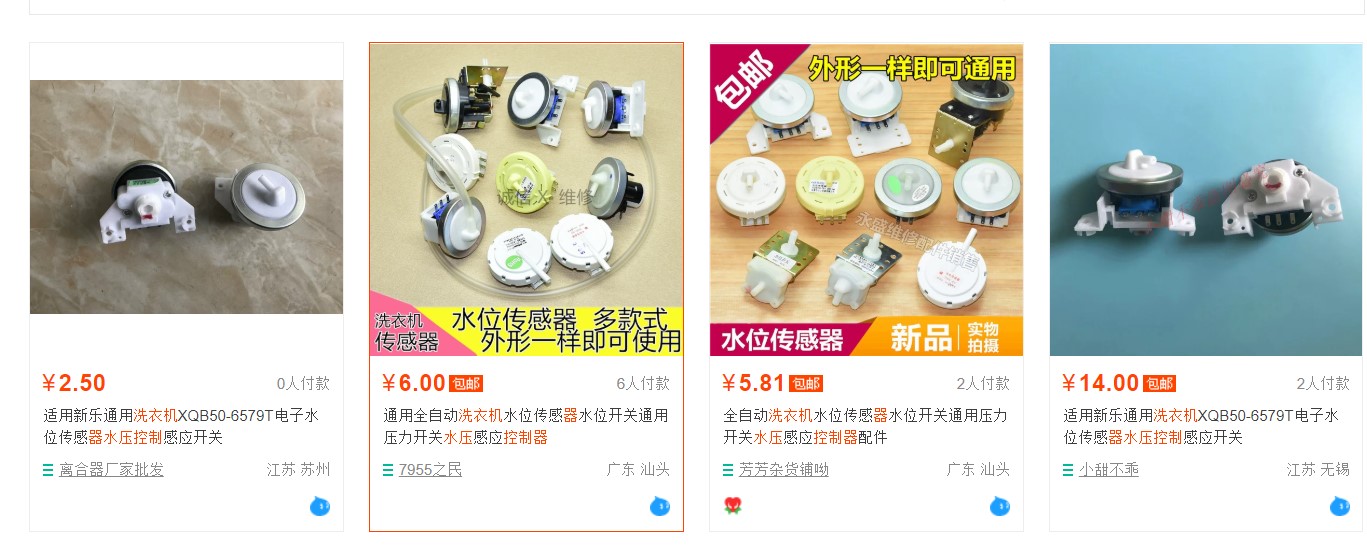 包邮
外形一样即可通用
诚信 维修
永盛维修配件销售
洗衣机
传感器
水位传感器 多款式
外形一样即可使用
水位传感器
新品
实物
拍摄
￥2.50
0人付款
适用新乐通用洗衣机XQB50-6579T电子水
位传感器水压控制感应开关
离合器厂家批发
江苏 苏州
￥6.00 包邮
6人付款
通用全自动洗衣机水位传感器水位开关通用
压力开关水压感应控制器
7955之民
广东 汕头
￥5.81 包邮
2人付款
全自动洗衣机水位传感器水位开关通用压力
开关水压感应控制器配件
芳芳杂货铺呦
广东 汕头
￥14.00 包邮
2人付款
适用新乐通用洗衣机XQB50-6579T电子水
位传感器水压控制感应开关
小甜不乖
江苏 无锡